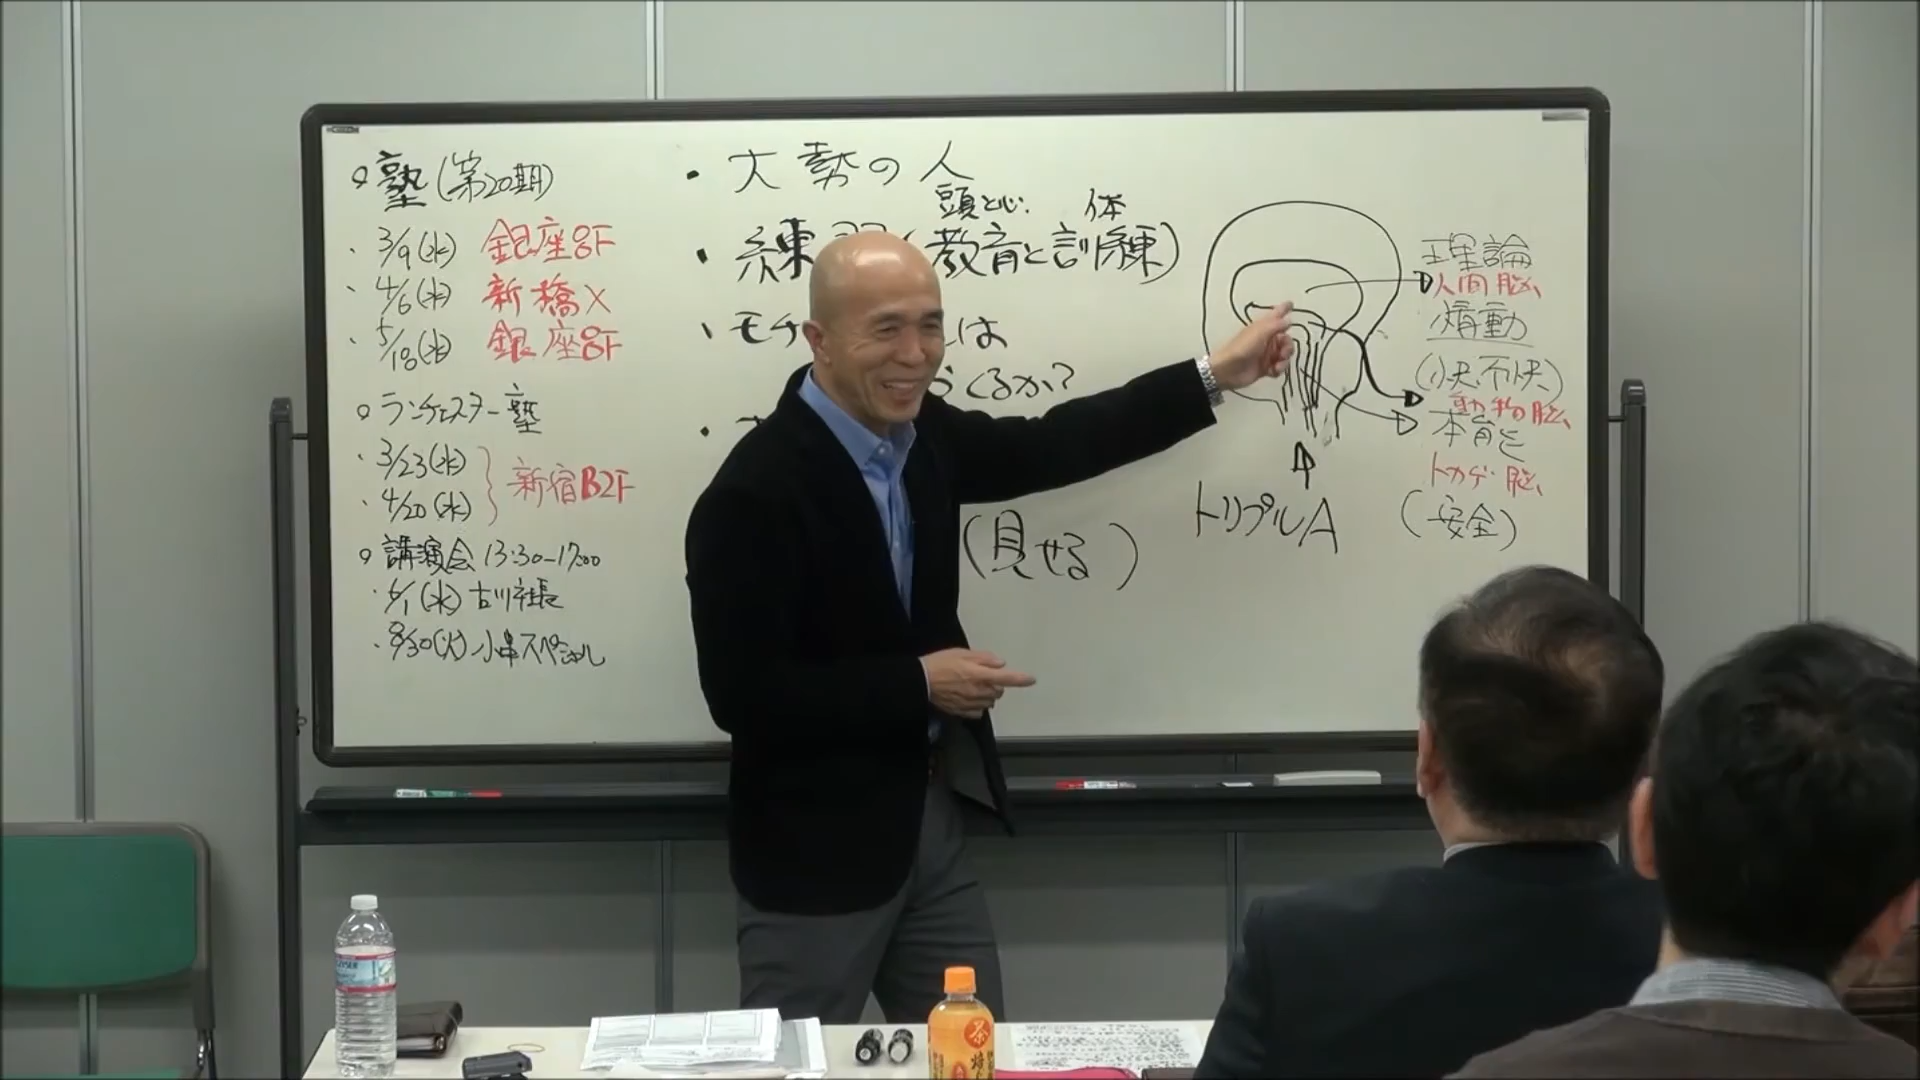 塾(第20期)
・3/9(水) 銀座8F
・4/6(水) 新橋X
・5/18(水) 銀座8F
ランチェスター塾
・3/23(水)
・4/20(水)
新宿B2F
講演会 13:30-17:00
・6/1(水) 古川社長
・8/30(火) 小串スペシャル
・大勢の人
頭と心 体
・練習(教育と訓練)
・モチ は
くるか?
(見せる)
トリプルA
理論
人間脳
情動
(快、不快)
動物脳
トカゲ脳
(安全)
茶